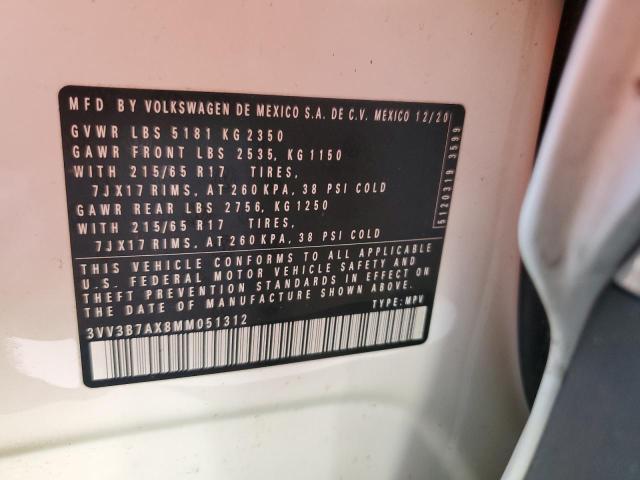 MFD BY VOLKSWAGEN DE MEXICO S.A. DE C.V. MEXICO 12/20
GVWR LBS 5181 KG 2350
GAWR FRONT LBS 2535, KG 1150
WITH 215/65 R17 TIRES,
7JX17 RIMS, AT 260 KPA, 38 PSI COLD
GAWR REAR LBS 2756, KG 1250
WITH 215/65 R17 TIRES,
7JX17 RIMS, AT 260 KPA, 38 PSI COLD
THIS VEHICLE CONFORMS TO ALL APPLICABLE
U.S. FEDERAL MOTOR VEHICLE SAFETY AND
THEFT PREVENTION STANDARDS IN EFFECT ON
THE DATE OF MANUFACTURE SHOWN ABOVE.
3VV3B7AX8MM051312 TYPE: MPV
5120319 3599